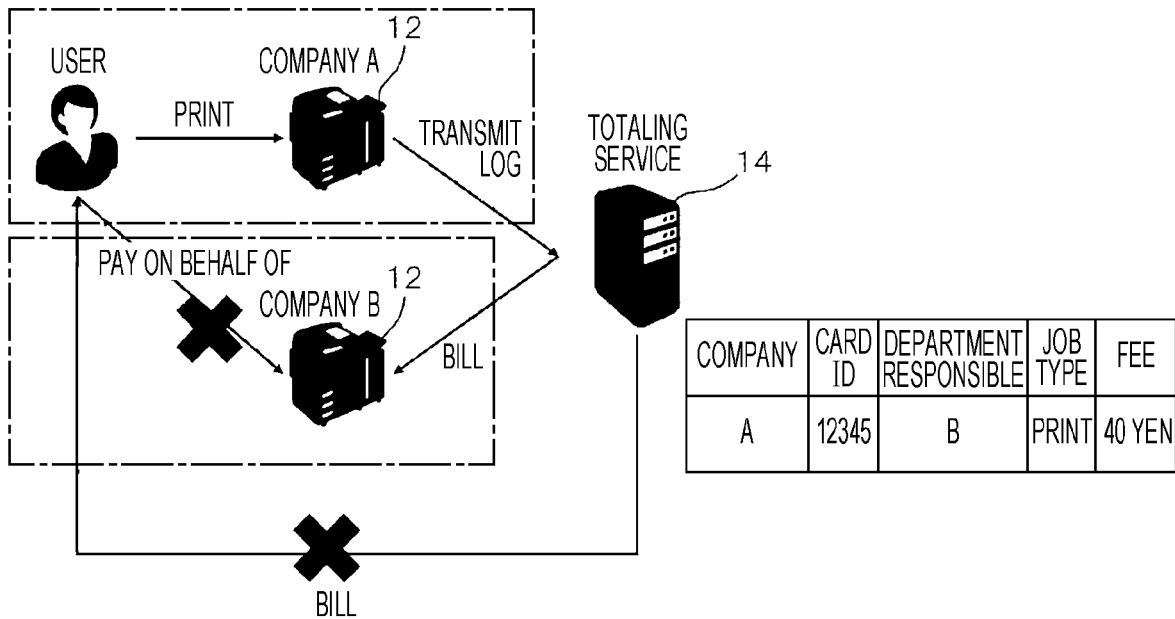 12
USER
COMPANY A
PRINT
TRANSMIT
LOG
TOTALING
SERVICE
14
PAY ON BEHALF OF
12
COMPANY B
BILL
COMPANY CARD ID DEPARTMENT RESPONSIBLE JOB TYPE FEE
A 12345 B PRINT 40 YEN
BILL